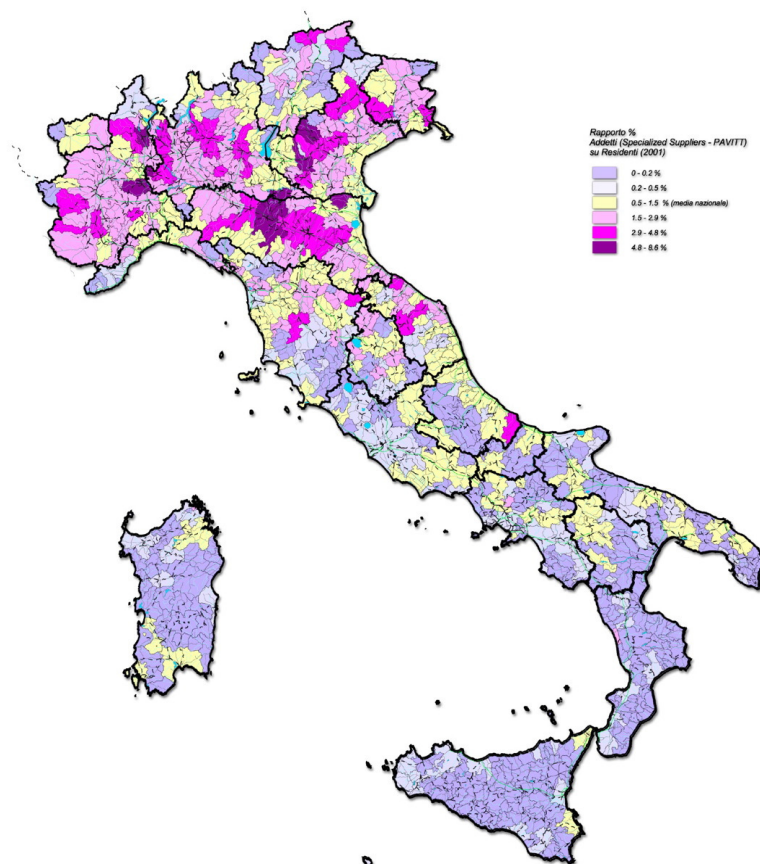 Rapporto %
Addetti (Specialized Suppliers - PAVITT)
su Residenti (2001)
0 - 0.2 %
0.2 - 0.5 %
0.5 - 1.5 % (media nazionale)
1.5 - 2.9 %
2.9 - 4.8 %
4.8 - 8.6 %